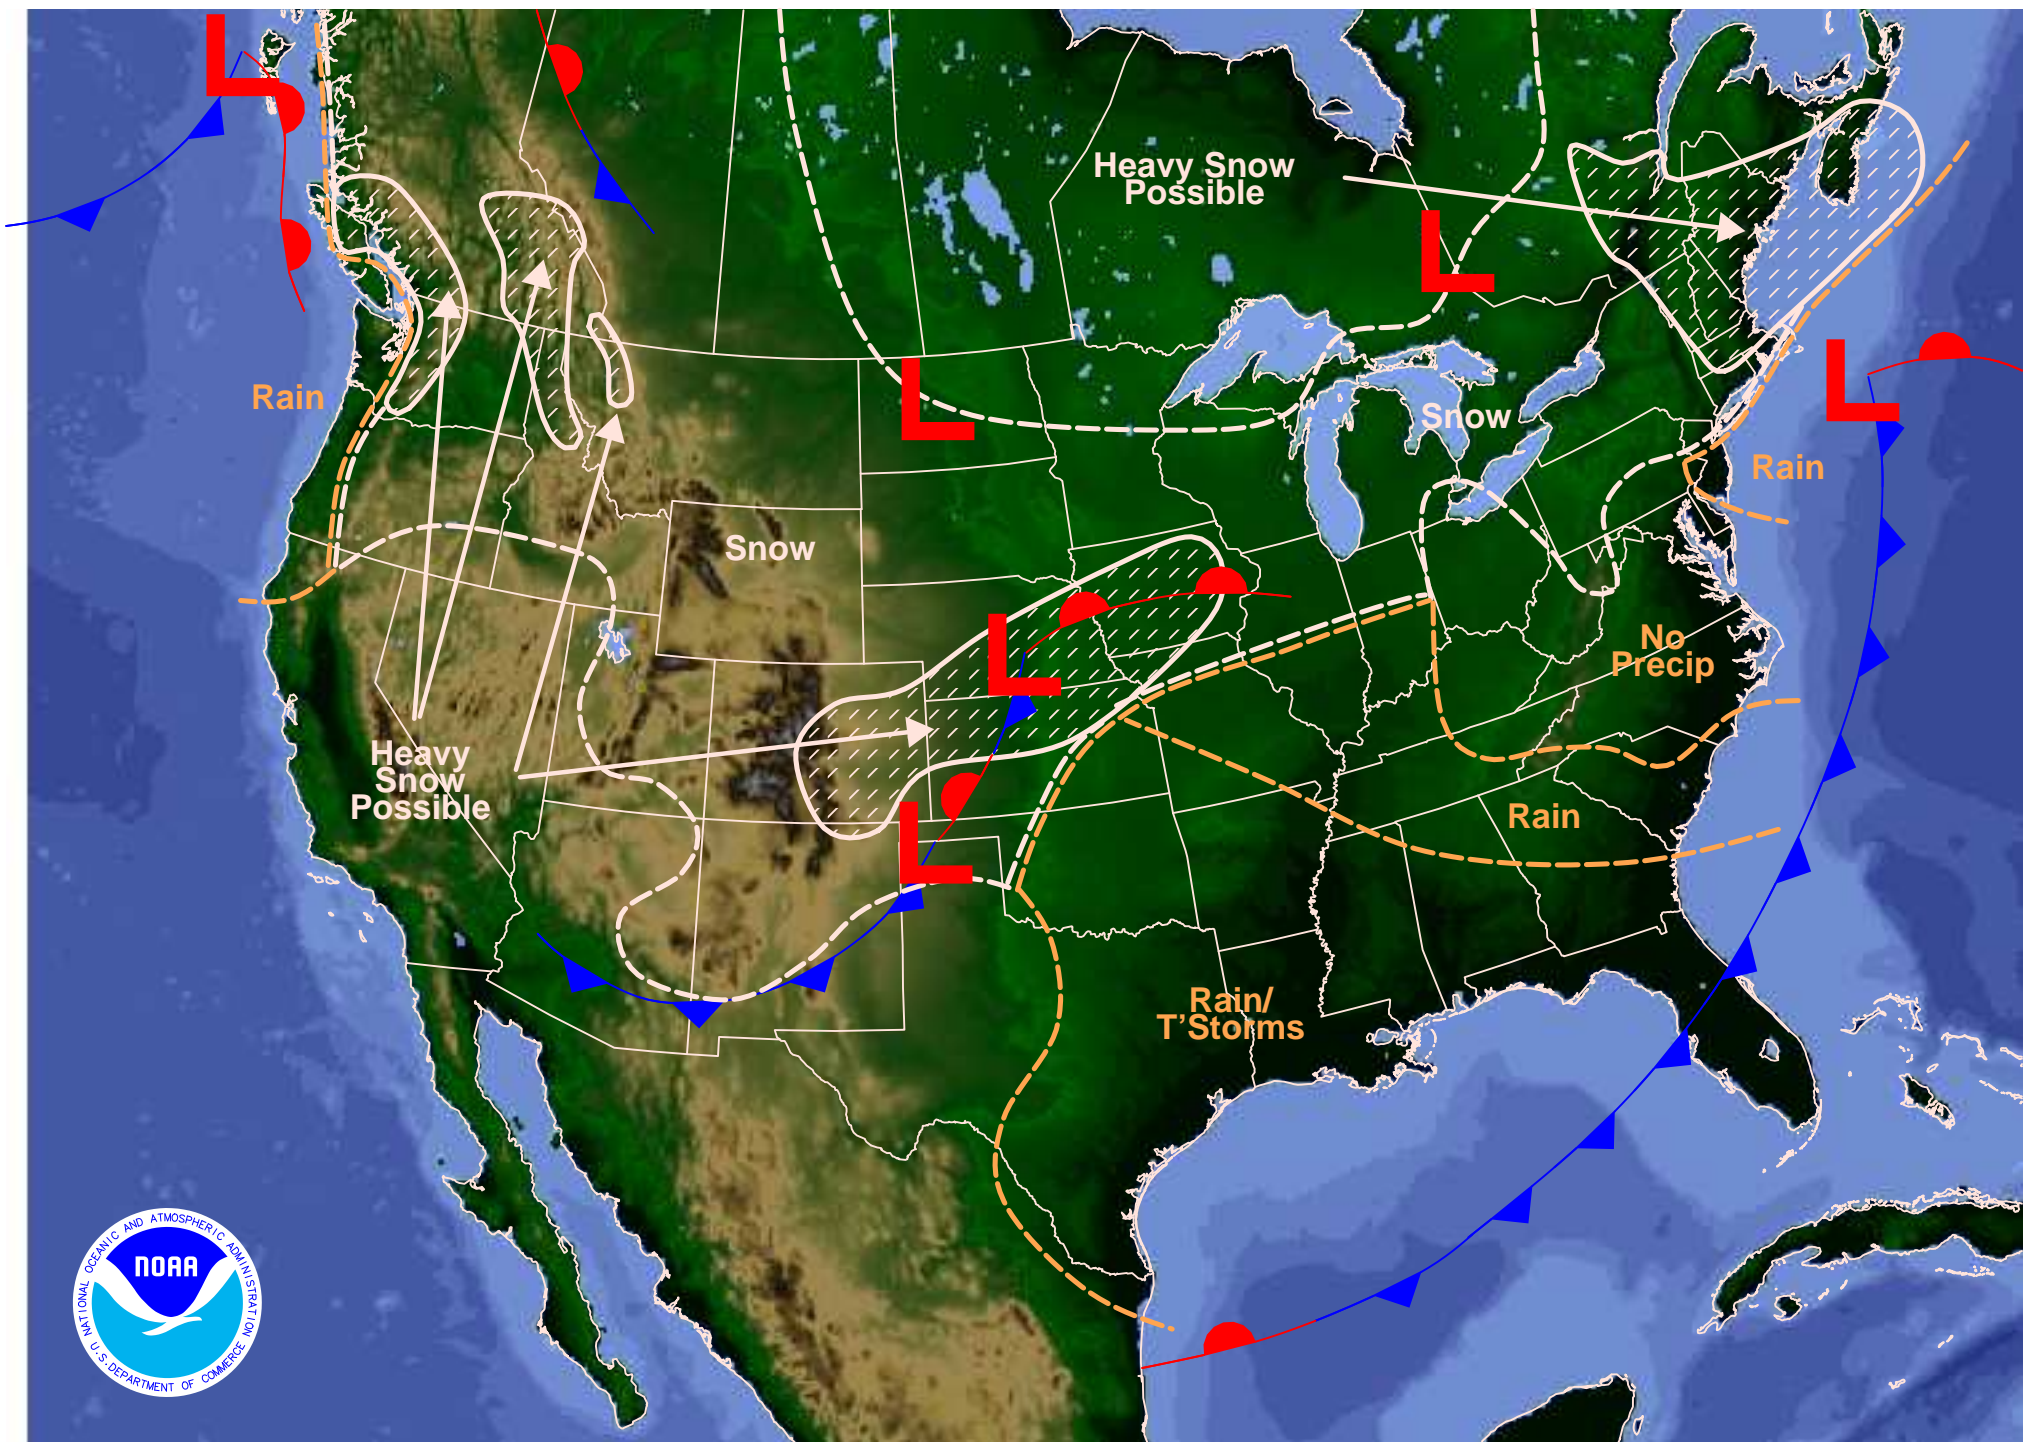 L
Heavy Snow
Possible
L
L
L
Rain
Snow
Rain
Snow
L
No
Precip
Heavy
Snow
Possible
L
Rain
Rain/
T'Storms
NATIONAL OCEANIC AND ATMOSPHERIC ADMINISTRATION
NOAA
U.S. DEPARTMENT OF COMMERCE